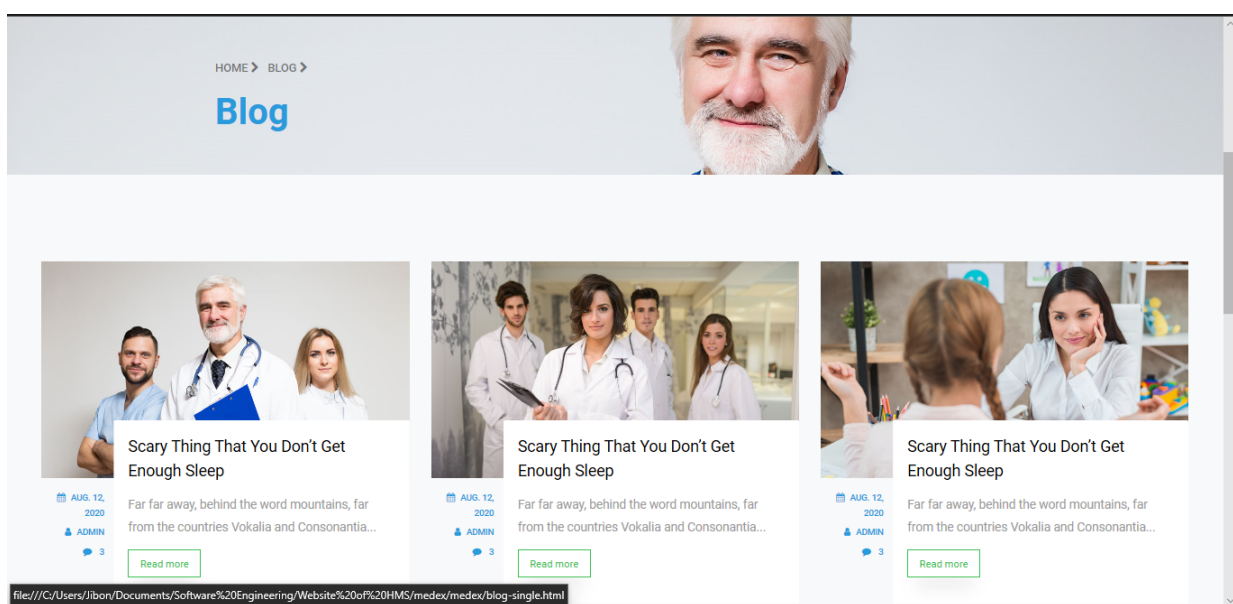 HOME BLOG
Blog
Scary Thing That You Don't Get
Enough Sleep
AUG. 12,
2020
ADMIN
3
Far far away, behind the word mountains, far
from the countries Vokalia and Consonantia...
Read more
Scary Thing That You Don't Get
Enough Sleep
AUG. 12,
2020
ADMIN
3
Far far away, behind the word mountains, far
from the countries Vokalia and Consonantia...
Read more
Scary Thing That You Don't Get
Enough Sleep
AUG. 12,
2020
ADMIN
3
Far far away, behind the word mountains, far
from the countries Vokalia and Consonantia...
Read more
file:///C:/Users/Jibon/Documents/Software%20Engineering/Website%20of%20HMS/medex/medex/blog-single.html